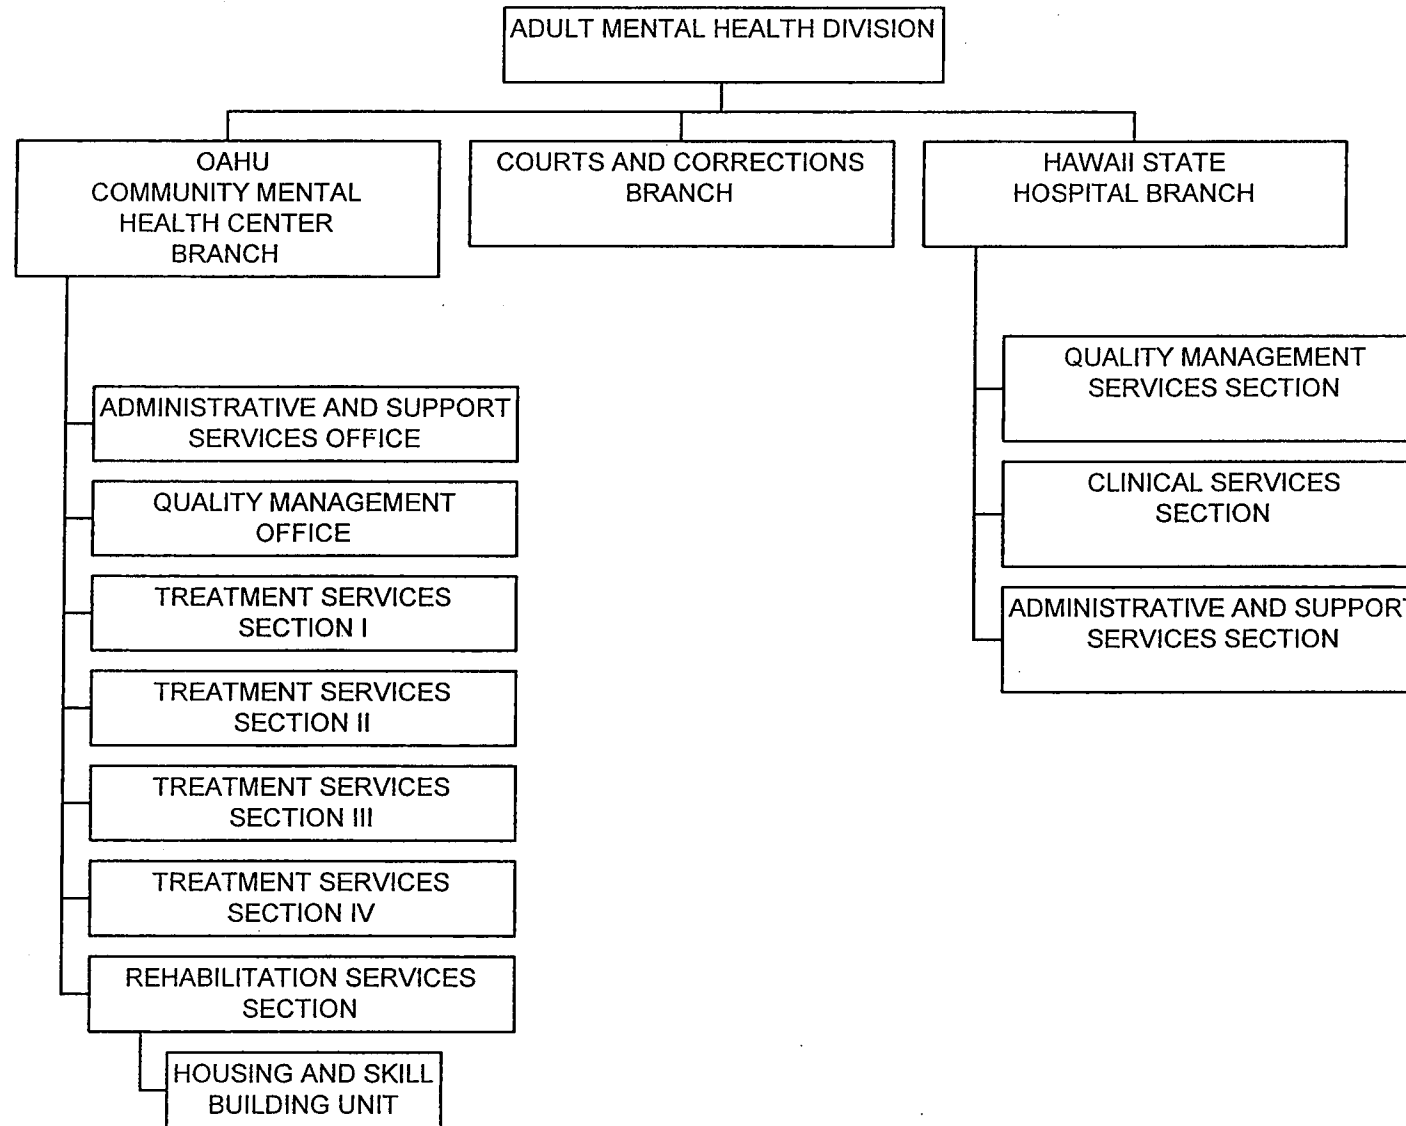 ADULT MENTAL HEALTH DIVISION
OAHU
COMMUNITY MENTAL
HEALTH CENTER
BRANCH
COURTS AND CORRECTIONS
BRANCH
HAWAII STATE
HOSPITAL BRANCH
ADMINISTRATIVE AND SUPPORT
SERVICES OFFICE
QUALITY MANAGEMENT
OFFICE
TREATMENT SERVICES
SECTION I
TREATMENT SERVICES
SECTION II
TREATMENT SERVICES
SECTION III
TREATMENT SERVICES
SECTION IV
REHABILITATION SERVICES
SECTION
HOUSING AND SKILL
BUILDING UNIT
QUALITY MANAGEMENT
SERVICES SECTION
CLINICAL SERVICES
SECTION
ADMINISTRATIVE AND SUPPORT
SERVICES SECTION